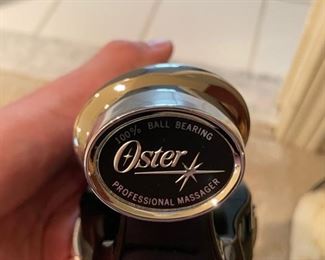 100% BALL BEARING
Oster
PROFESSIONAL MASSAGER